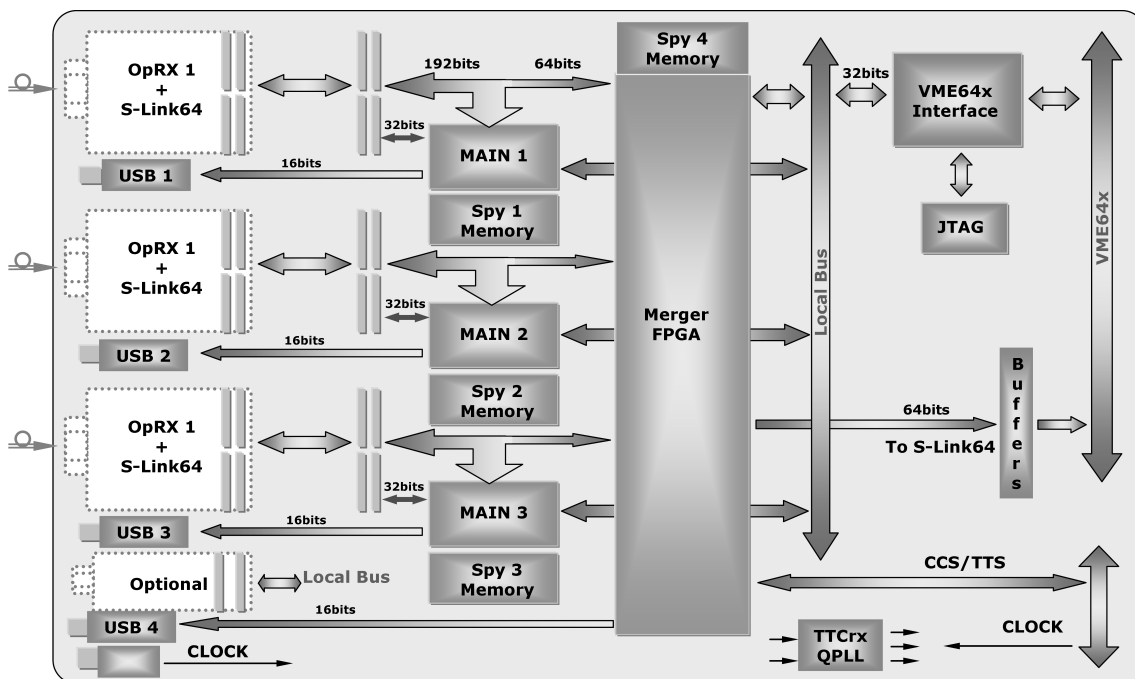 OpRX 1
+
S-Link64
192bits
64bits
32bits
MAIN 1
16bits
USB 1
Spy 1
Memory
OpRX 1
+
S-Link64
32bits
MAIN 2
16bits
USB 2
Spy 2
Memory
OpRX 1
+
S-Link64
32bits
MAIN 3
16bits
USB 3
Spy 3
Memory
Optional
Local Bus
16bits
USB 4
CLOCK
Spy 4
Memory
Merger
FPGA
Local Bus
32bits
VME64x
Interface
JTAG
VME64x
64bits
To S-Link64
Buffers
CCS/TTS
TTCrx
QPLL
CLOCK